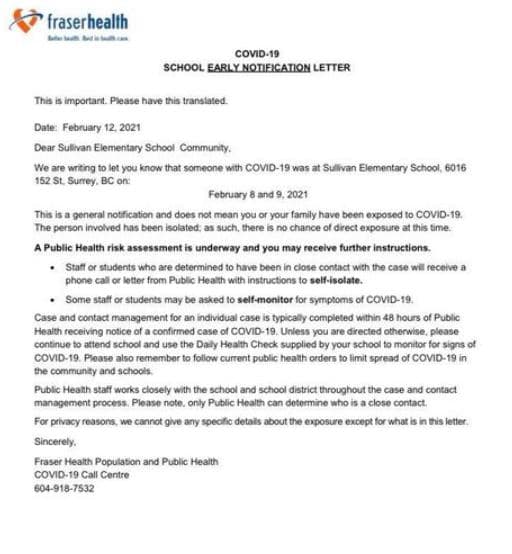 fraserhealth
Better health. Best in health care.
COVID-19
SCHOOL EARLY NOTIFICATION LETTER
This is important. Please have this translated.
Date: February 12, 2021
Dear Sullivan Elementary School Community,
We are writing to let you know that someone with COVID-19 was at Sullivan Elementary School, 6016
152 St, Surrey, BC on:
February 8 and 9, 2021
This is a general notification and does not mean you or your family have been exposed to COVID-19.
The person involved has been isolated; as such, there is no chance of direct exposure at this time.
A Public Health risk assessment is underway and you may receive further instructions.
• Staff or students who are determined to have been in close contact with the case will receive a
phone call or letter from Public Health with instructions to self-isolate.
• Some staff or students may be asked to self-monitor for symptoms of COVID-19.
Case and contact management for an individual case is typically completed within 48 hours of Public
Health receiving notice of a confirmed case of COVID-19. Unless you are directed otherwise, please
continue to attend school and use the Daily Health Check supplied by your school to monitor for signs of
COVID-19. Please also remember to follow current public health orders to limit spread of COVID-19 in
the community and schools.
Public Health staff works closely with the school and school district throughout the case and contact
management process. Please note, only Public Health can determine who is a close contact.
For privacy reasons, we cannot give any specific details about the exposure except for what is in this letter.
Sincerely,
Fraser Health Population and Public Health
COVID-19 Call Centre
604-918-7532